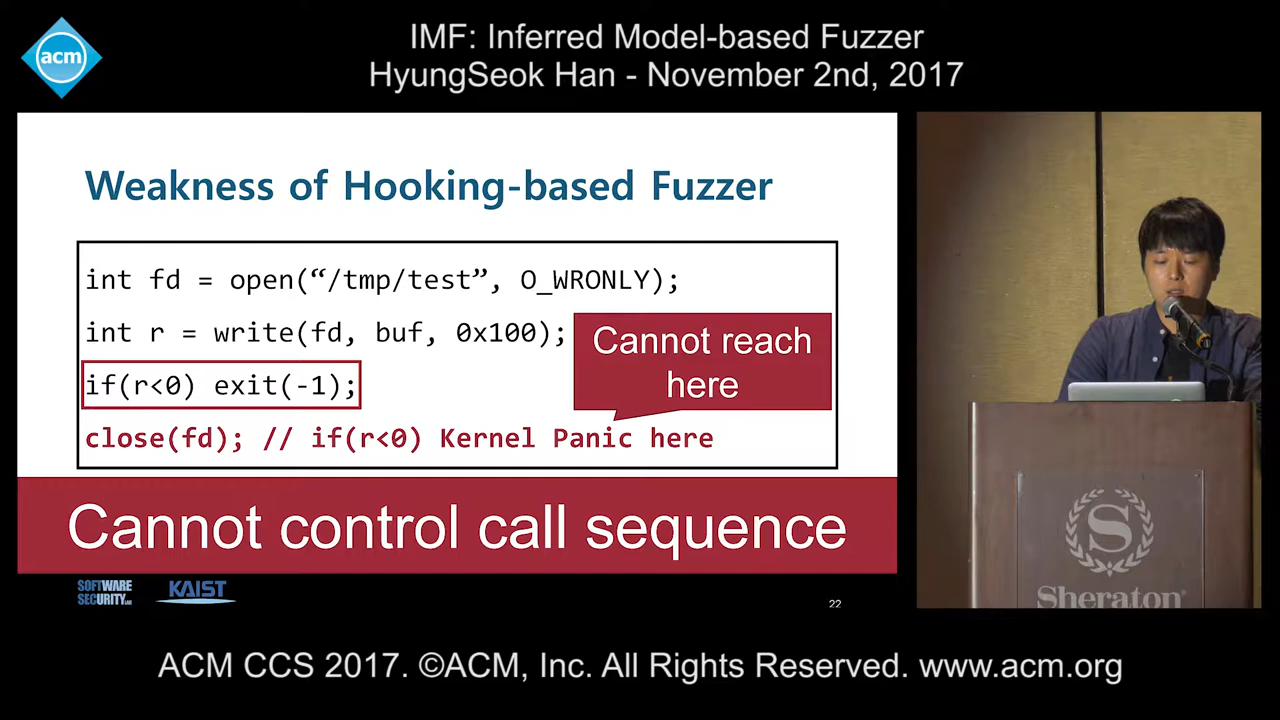 acm
IMF: Inferred Model-based Fuzzer
HyungSeok Han - November 2nd, 2017
Weakness of Hooking-based Fuzzer
int fd = open(“/tmp/test”, O_WRONLY);
int r = write(fd, buf, 0x100);
Cannot reach
here
if(r<0) exit(-1);
close(fd); // if(r<0) Kernel Panic here
Cannot control call sequence
SOFTWARE
SECURITY
KAIST
22
S
Sheraton
ACM CCS 2017. ©ACM, Inc. All Rights Reserved. www.acm.org